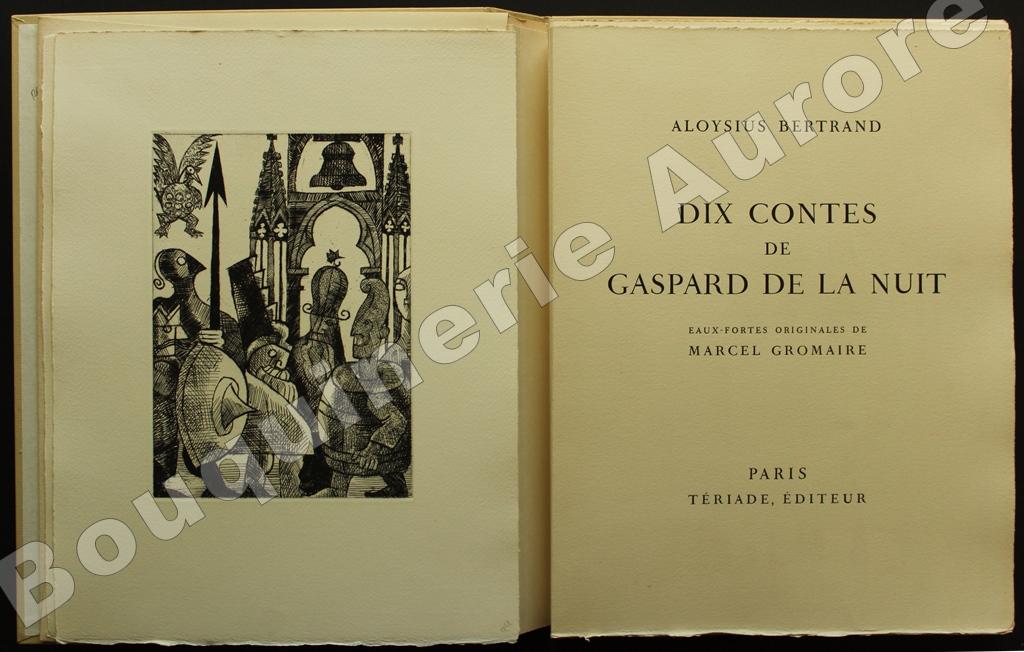 ALOYSIUS BERTRAND
DIX CONTES
DE
GASPARD DE LA NUIT
EAUX-FORTES ORIGINALES DE
MARCEL GROMAIRE
PARIS
TÉRIADE, ÉDITEUR
Bouquinerie Aurore